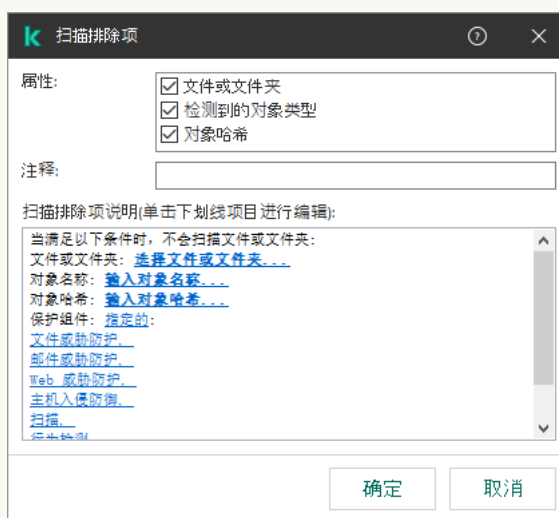 扫描排除项
属性:
文件或文件夹
检测到的对象类型
对象哈希
注释:
扫描排除项说明(单击下划线项目进行编辑):
当满足以下条件时，不会扫描文件或文件夹:
文件或文件夹: 选择文件或文件夹...
对象名称: 输入对象名称...
对象哈希: 输入对象哈希...
保护组件: 指定的:
文件威胁防护,
邮件威胁防护,
Web 威胁防护,
主机入侵防御,
扫描,
行为检测
确定
取消